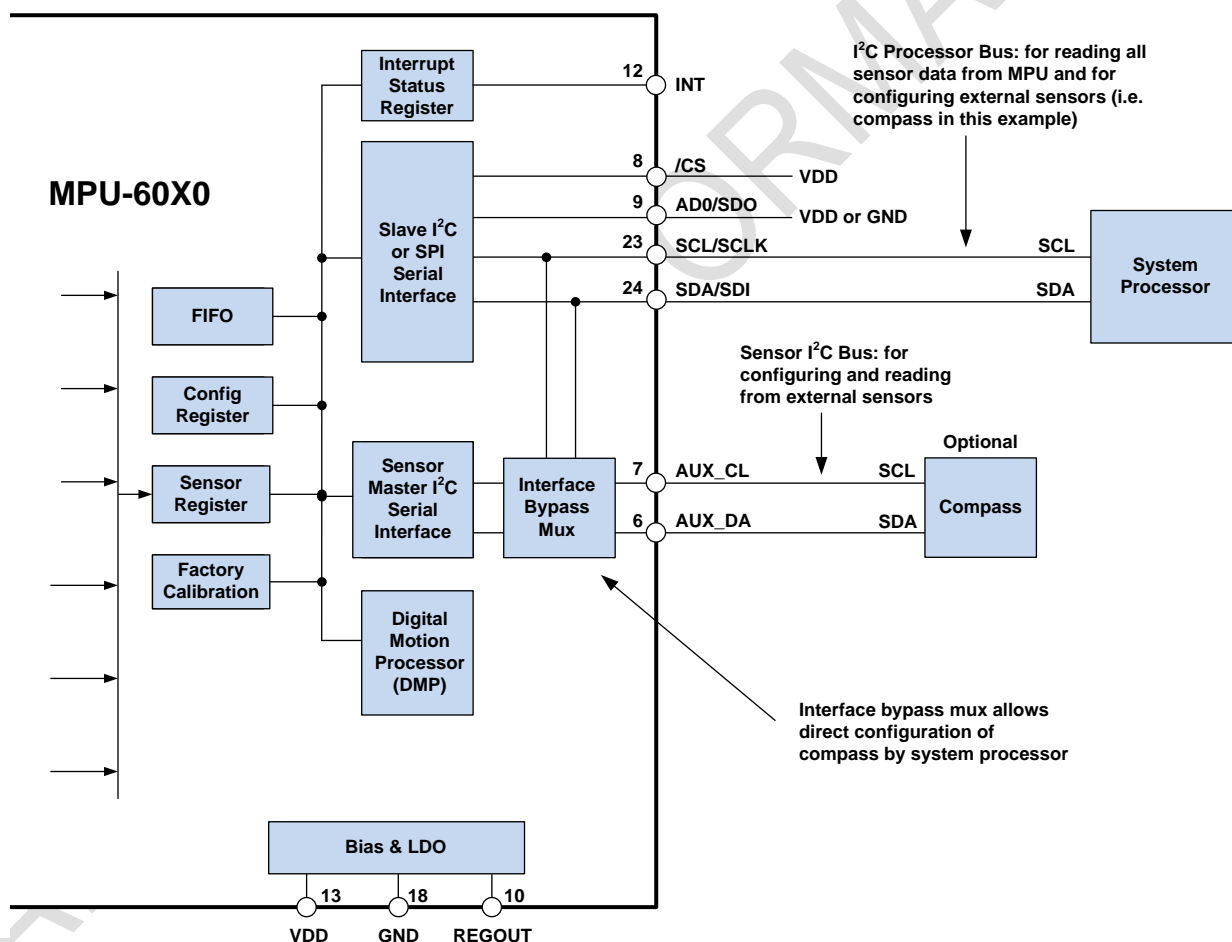 MPU-60X0
Interrupt
Status
Register
12
INT
I²C Processor Bus: for reading all
sensor data from MPU and for
configuring external sensors (i.e.
compass in this example)
Slave I²C
or SPI
Serial
Interface
8
/CS
VDD
9
AD0/SDO
VDD or GND
23
SCL/SCLK
SCL
24
SDA/SDI
SDA
System
Processor
FIFO
Config
Register
Sensor
Register
Factory
Calibration
Sensor I²C Bus: for
configuring and reading
from external sensors
Sensor
Master I²C
Serial
Interface
Interface
Bypass
Mux
7
AUX_CL
SCL
6
AUX_DA
SDA
Optional
Compass
Digital
Motion
Processor
(DMP)
Interface bypass mux allows
direct configuration of
compass by system processor
Bias & LDO
13
18
10
VDD
GND
REGOUT
ORMA